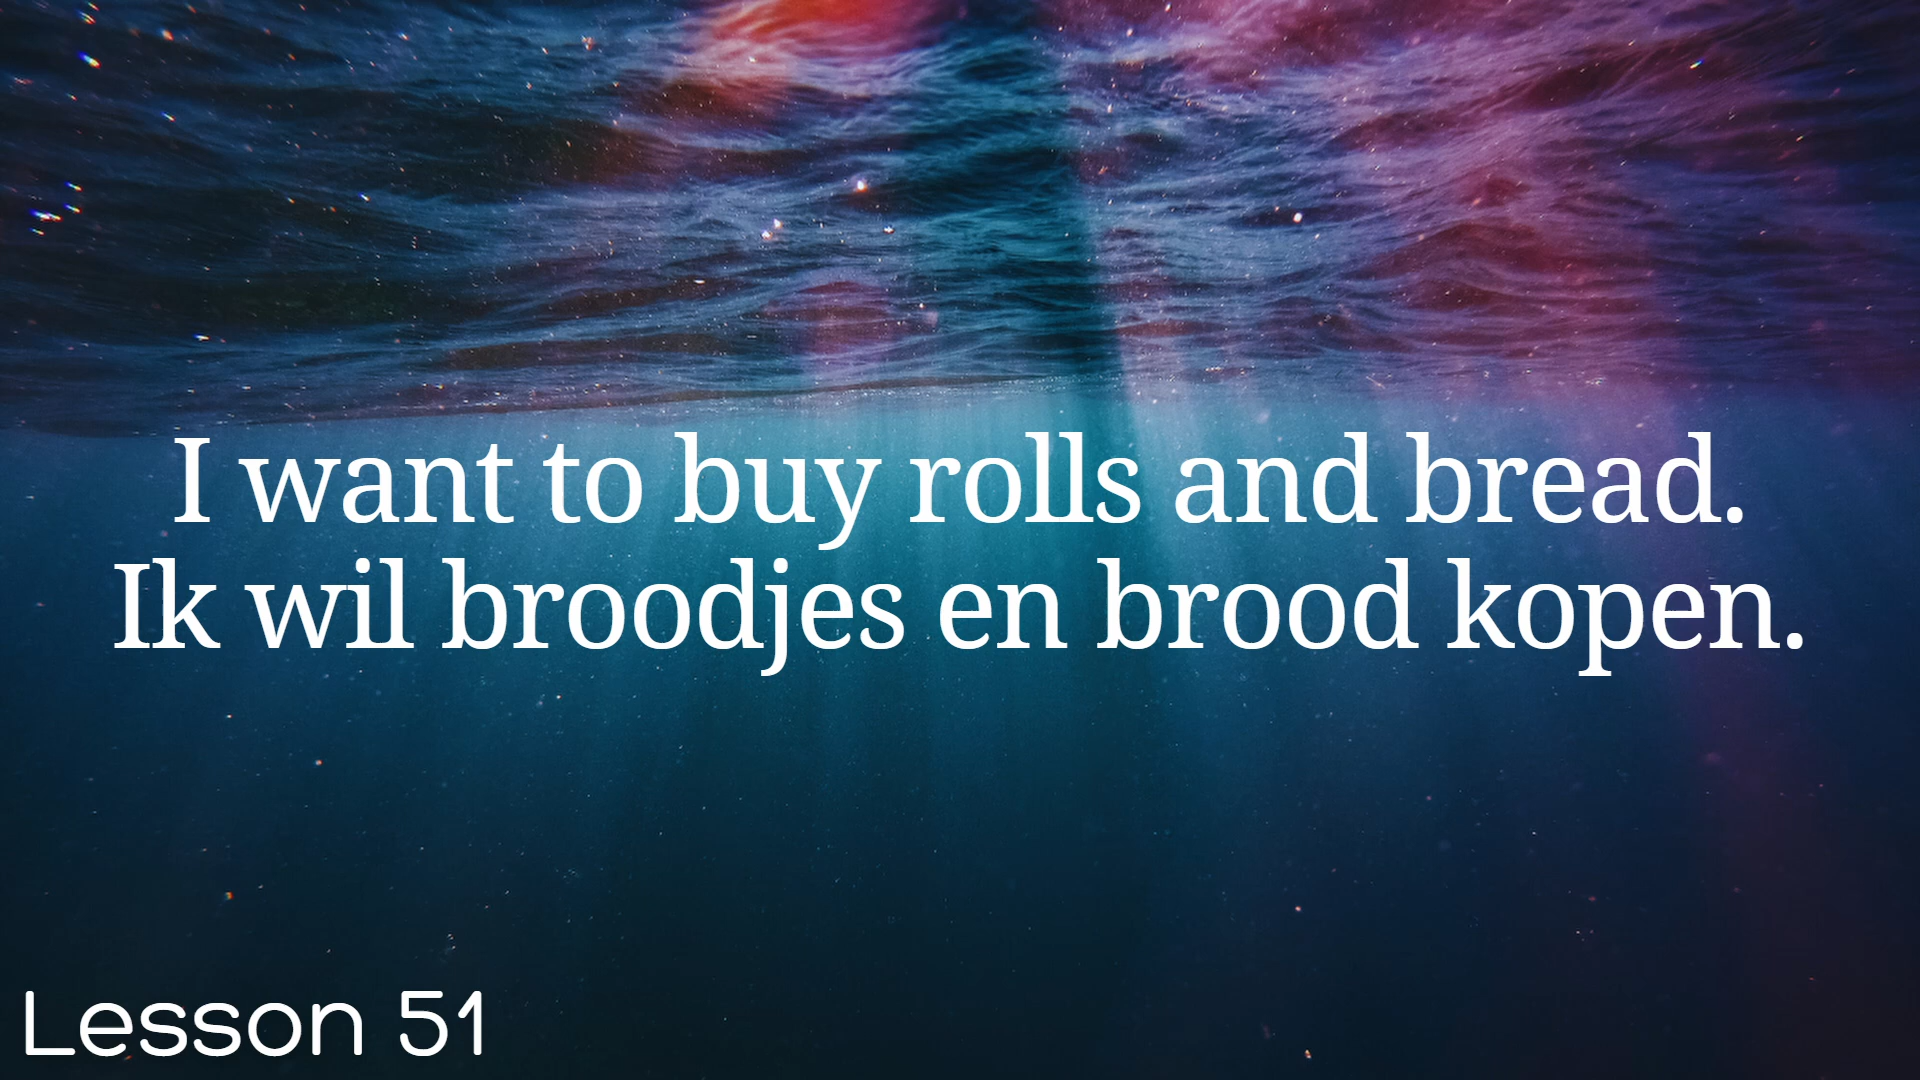 I want to buy rolls and bread.
Ik wil broodjes en brood kopen.
Lesson 51